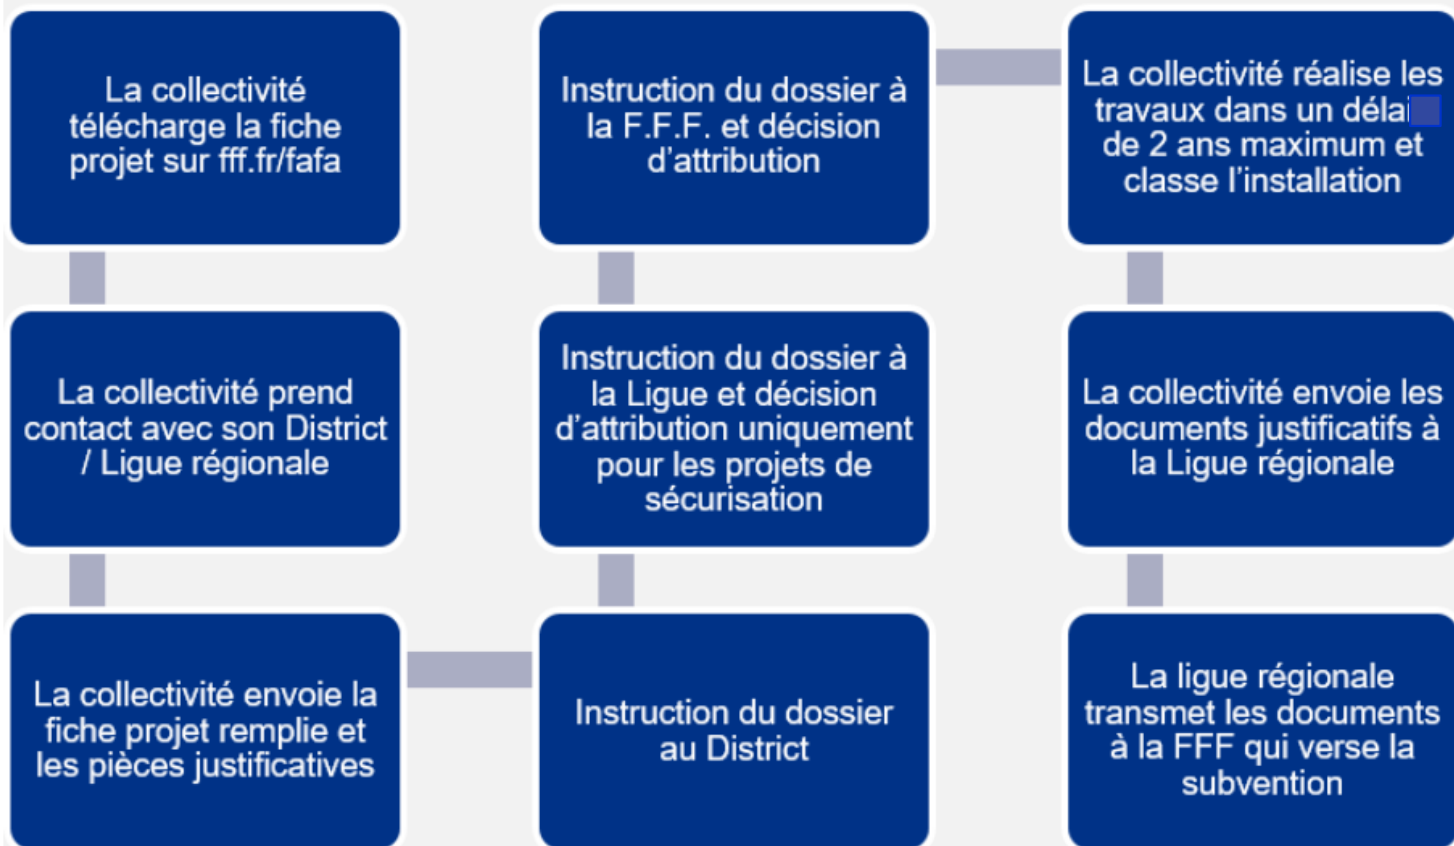 La collectivité
télécharge la fiche
projet sur fff.fr/fafa
La collectivité prend
contact avec son District
/ Ligue régionale
La collectivité envoie la
fiche projet remplie et
les pièces justificatives
Instruction du dossier
au District
Instruction du dossier à
la Ligue et décision
d'attribution uniquement
pour les projets de
sécurisation
Instruction du dossier à
la F.F.F. et décision
d'attribution
La collectivité réalise les
travaux dans un délai
de 2 ans maximum et
classe l'installation
La collectivité envoie les
documents justificatifs à
la Ligue régionale
La ligue régionale
transmet les documents
à la FFF qui verse la
subvention